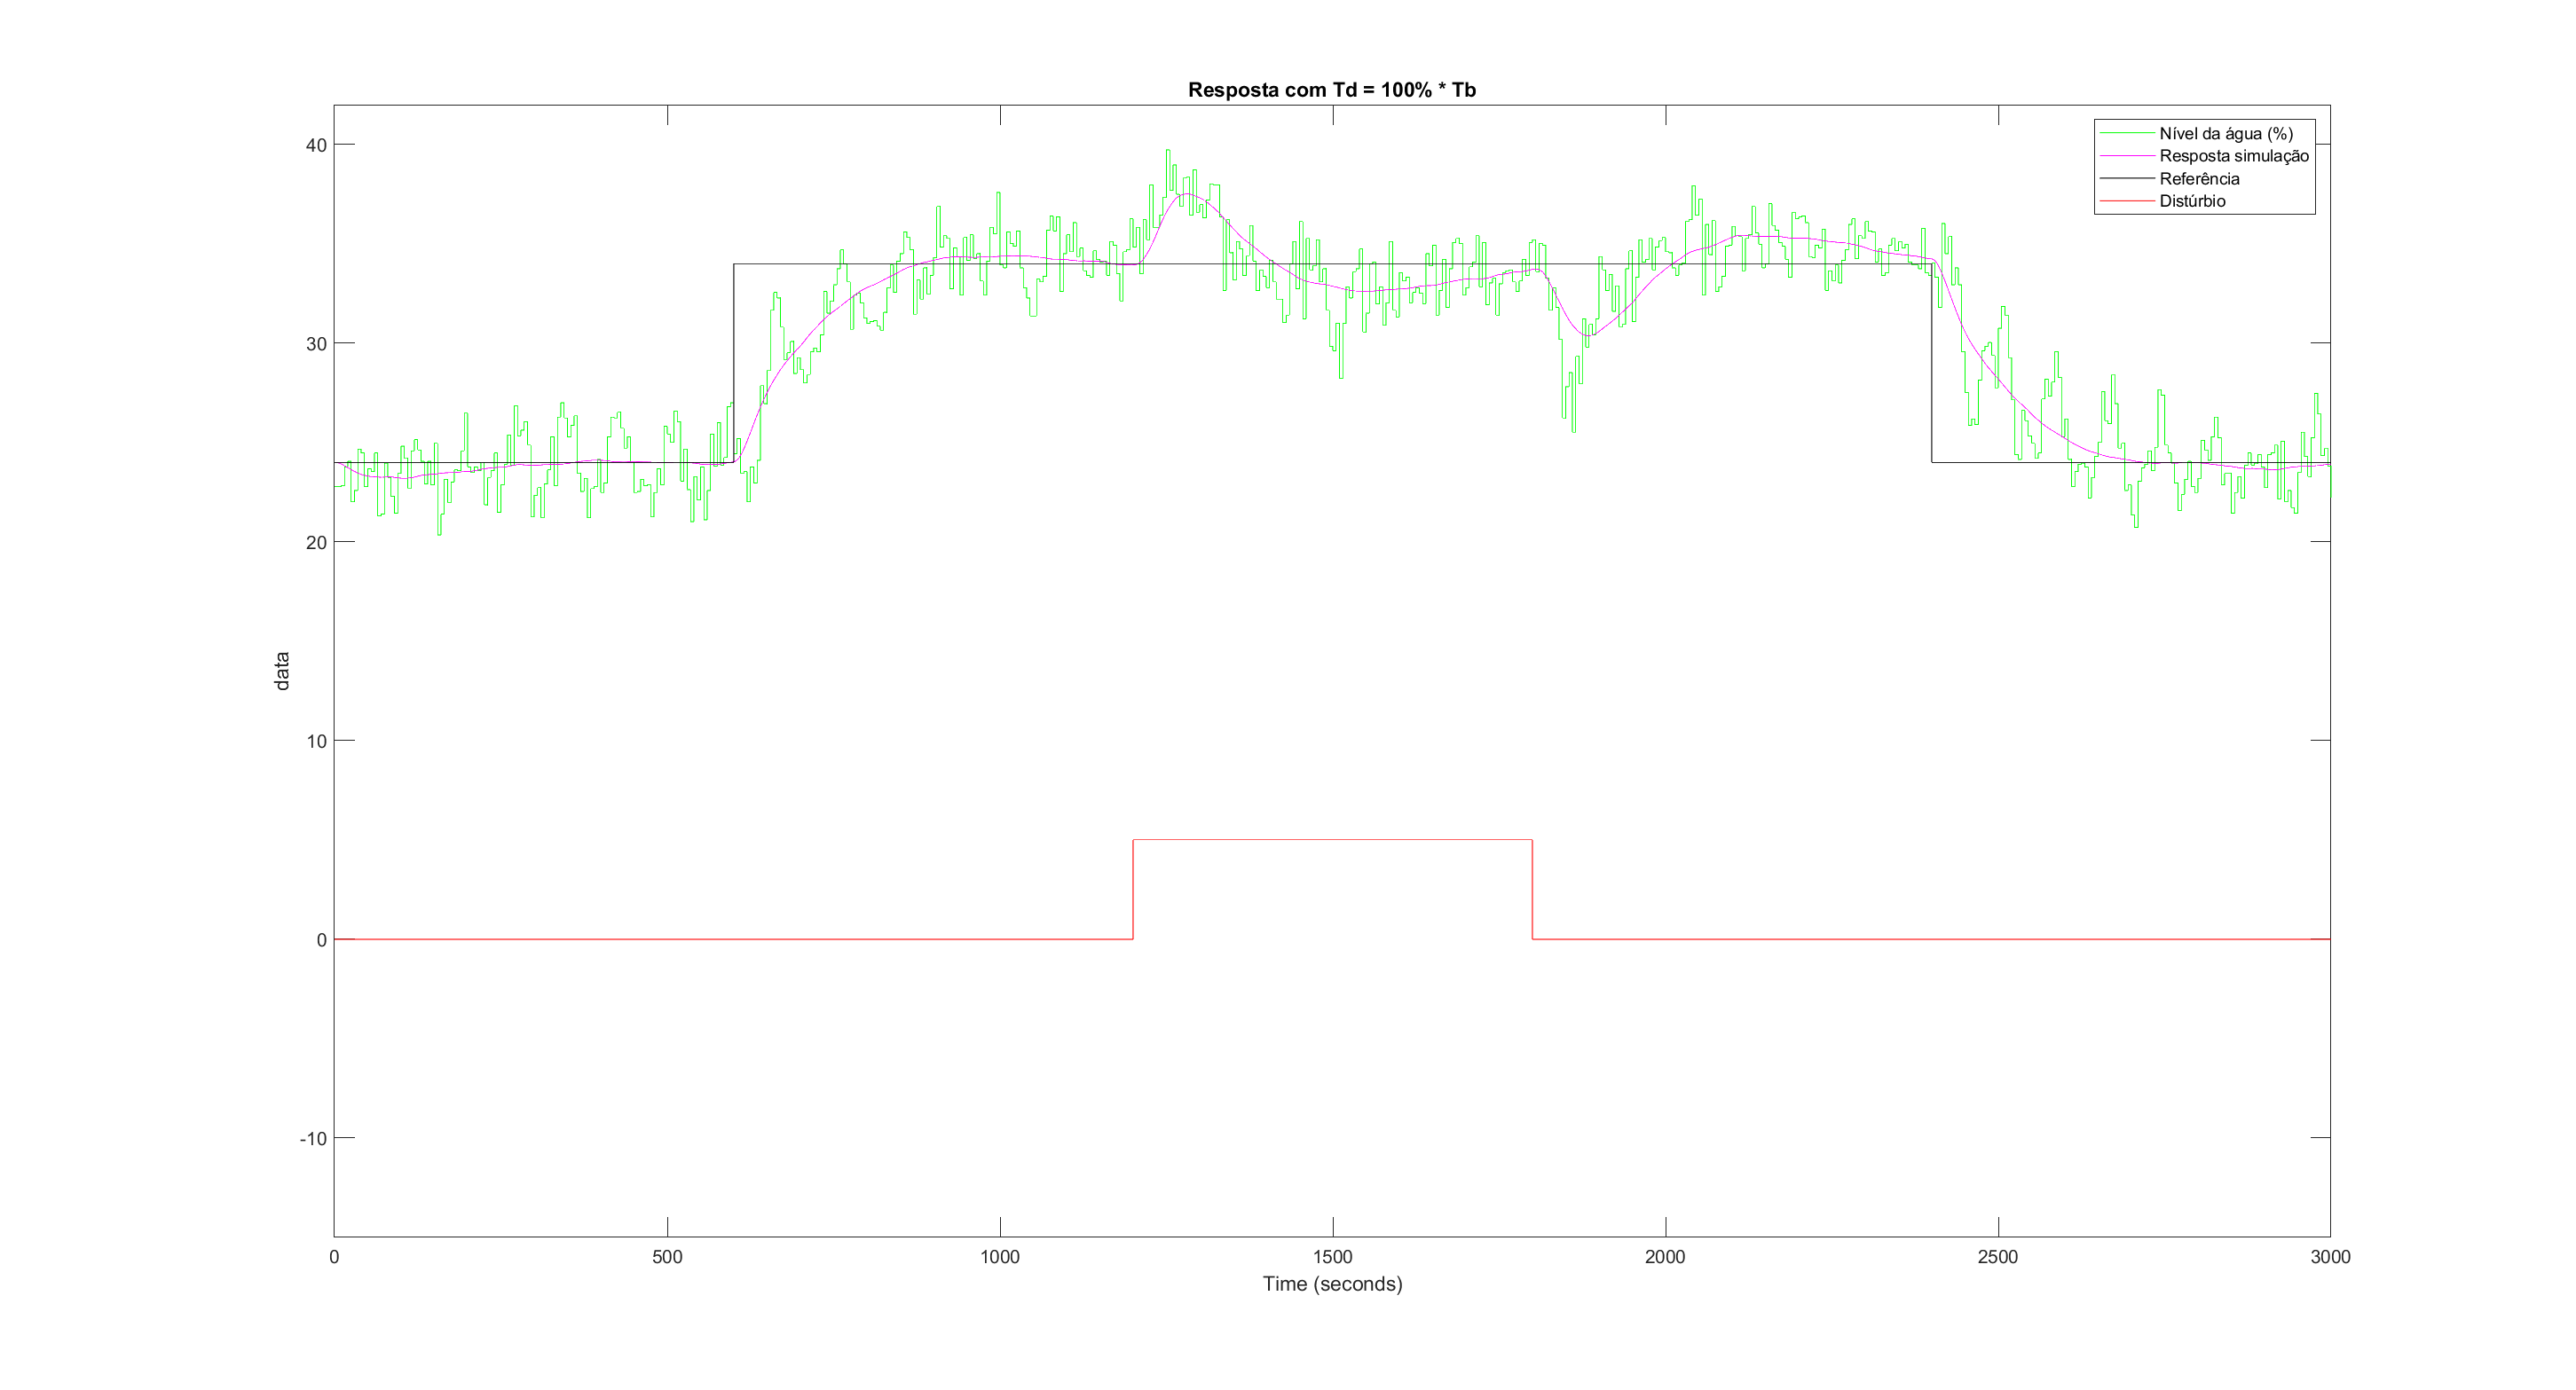 Resposta com Td = 100% * Tb
Nível da água (%)
Resposta simulação
Referência
Distúrbio
40
30
20
10
0
-10
data
0 500 1000 1500 2000 2500 3000
Time (seconds)